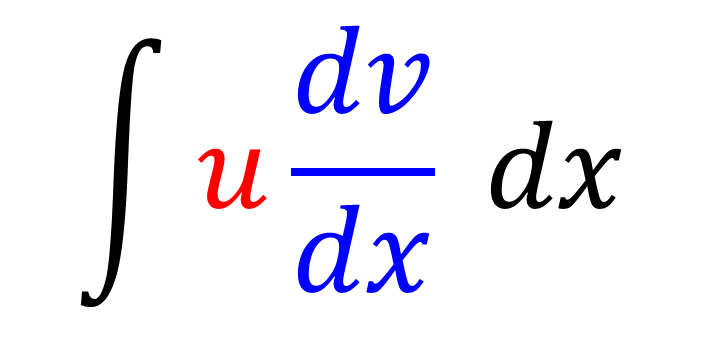 ∫ u dv/dx dx